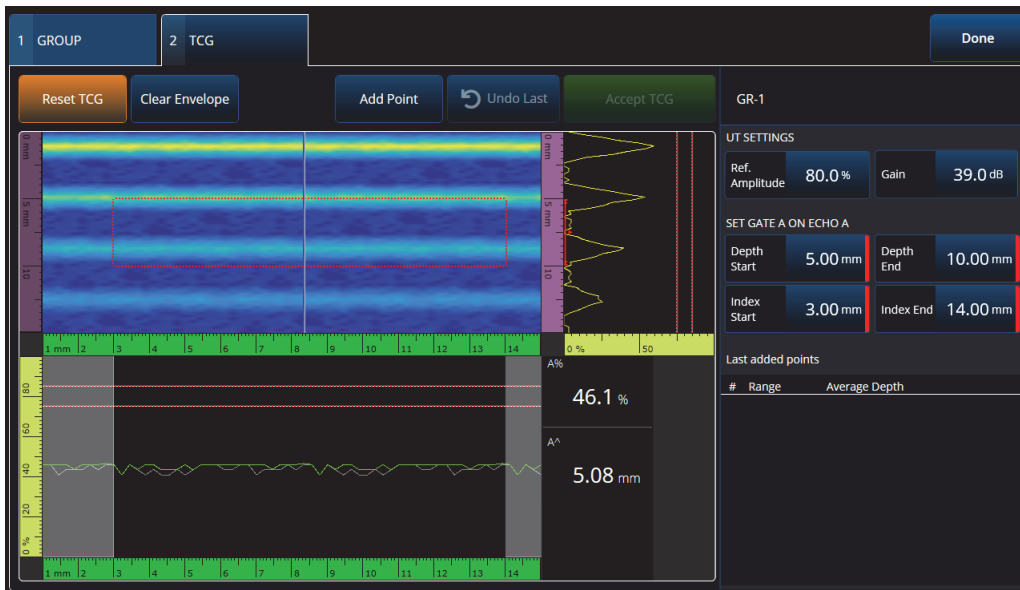 1 GROUP
2 TCG
Done
Reset TCG
Clear Envelope
Add Point
Undo Last
Accept TCG
GR-1
UT SETTINGS
Ref. Amplitude 80.0 %
Gain 39.0 dB
SET GATE A ON ECHO A
Depth Start 5.00 mm
Depth End 10.00 mm
Index Start 3.00 mm
Index End 14.00 mm
Last added points
# Range Average Depth
0 mm
5 mm
10
0 mm
5 mm
10
1 mm 2 3 4 5 6 7 8 9 10 11 12 13 14
0 % 50
80
60
40
20
0 %
A%
46.1 %
A^
5.08 mm
1 mm 2 3 4 5 6 7 8 9 10 11 12 13 14